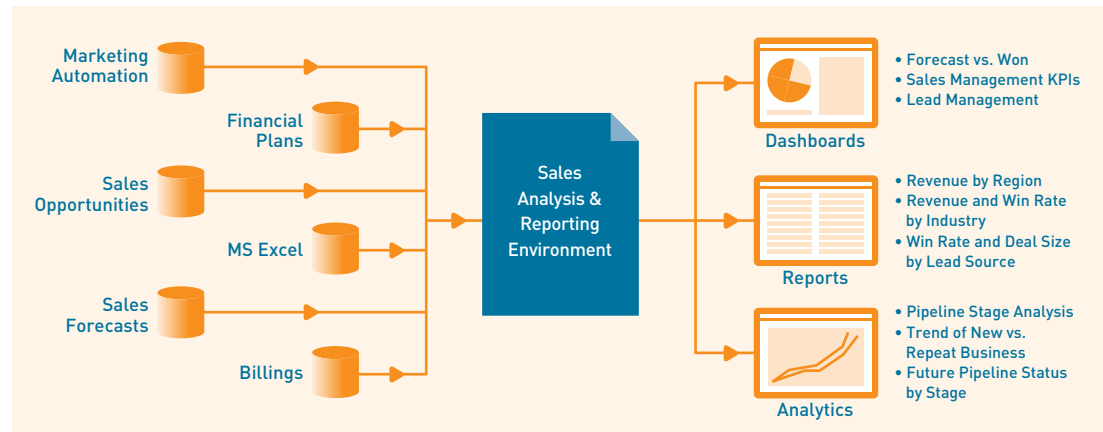 Marketing
Automation
Financial
Plans
Sales
Opportunities
MS Excel
Sales
Forecasts
Billings
Sales
Analysis &
Reporting
Environment
Dashboards
• Forecast vs. Won
• Sales Management KPIs
• Lead Management
Reports
• Revenue by Region
• Revenue and Win Rate
by Industry
• Win Rate and Deal Size
by Lead Source
Analytics
• Pipeline Stage Analysis
• Trend of New vs.
Repeat Business
• Future Pipeline Status
by Stage